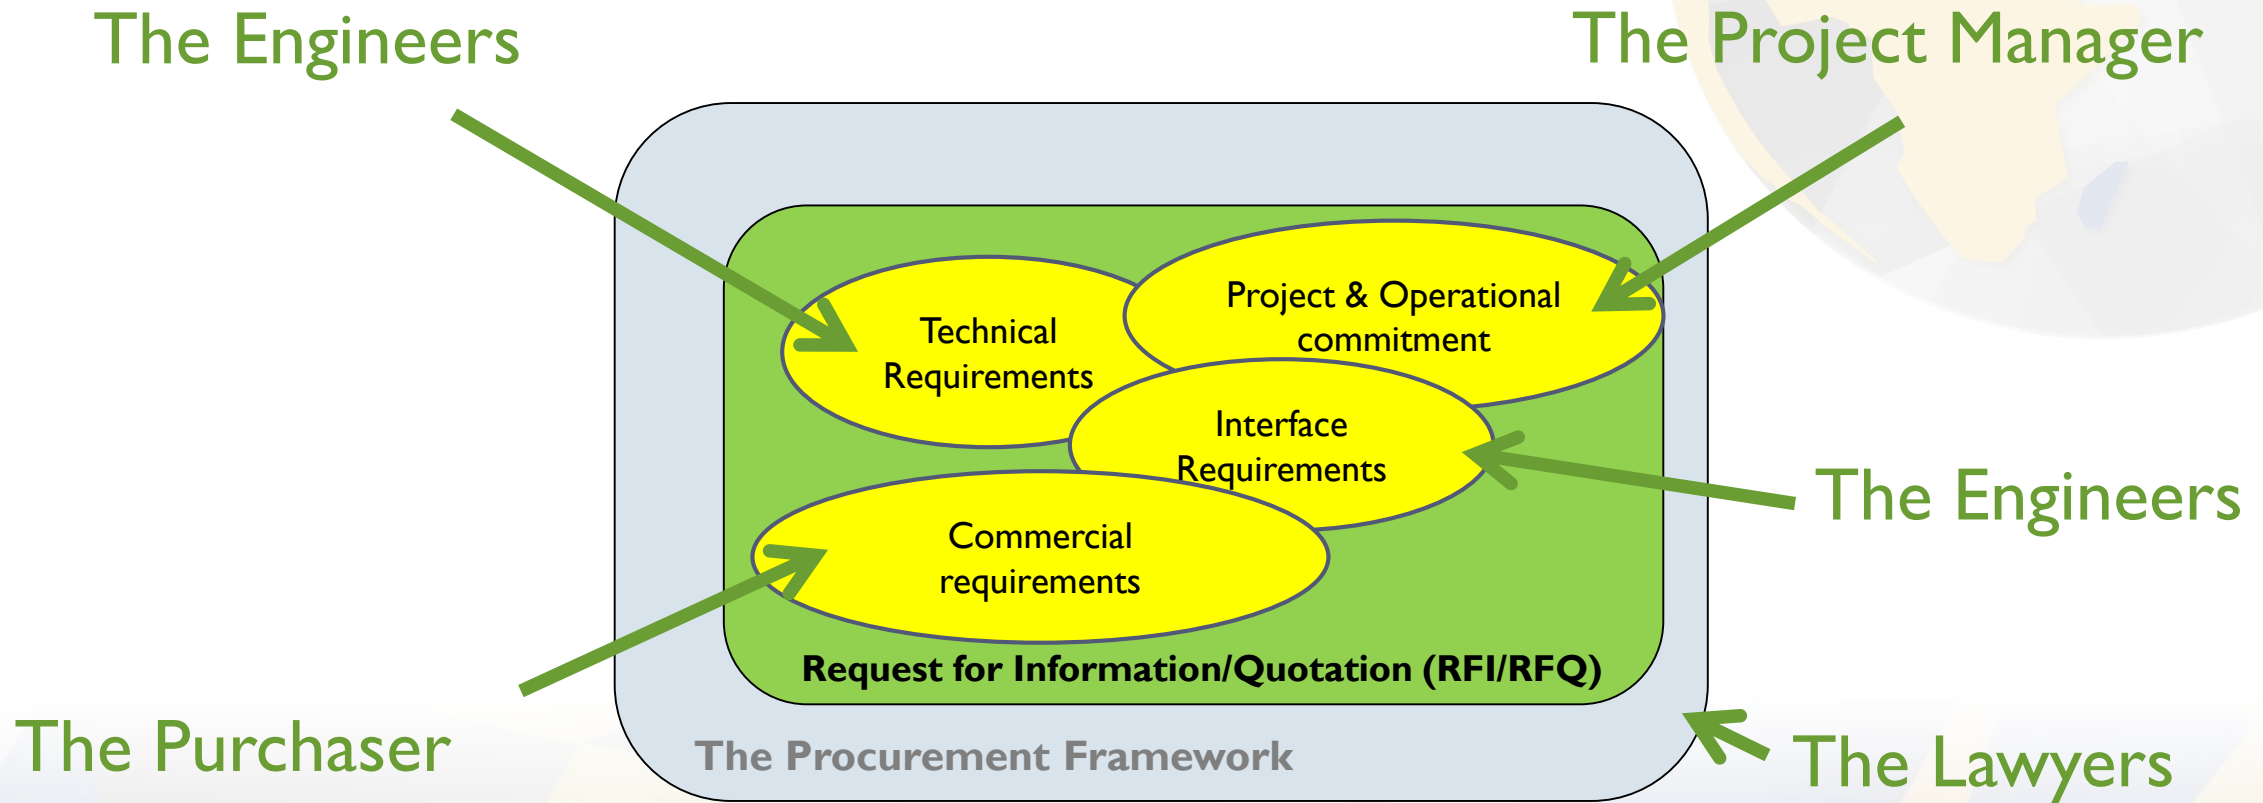 The Engineers
The Project Manager
Project & Operational
commitment
Technical
Requirements
Interface
Requirements
The Engineers
Commercial
requirements
Request for Information/Quotation (RFI/RFQ)
The Purchaser
The Procurement Framework
The Lawyers